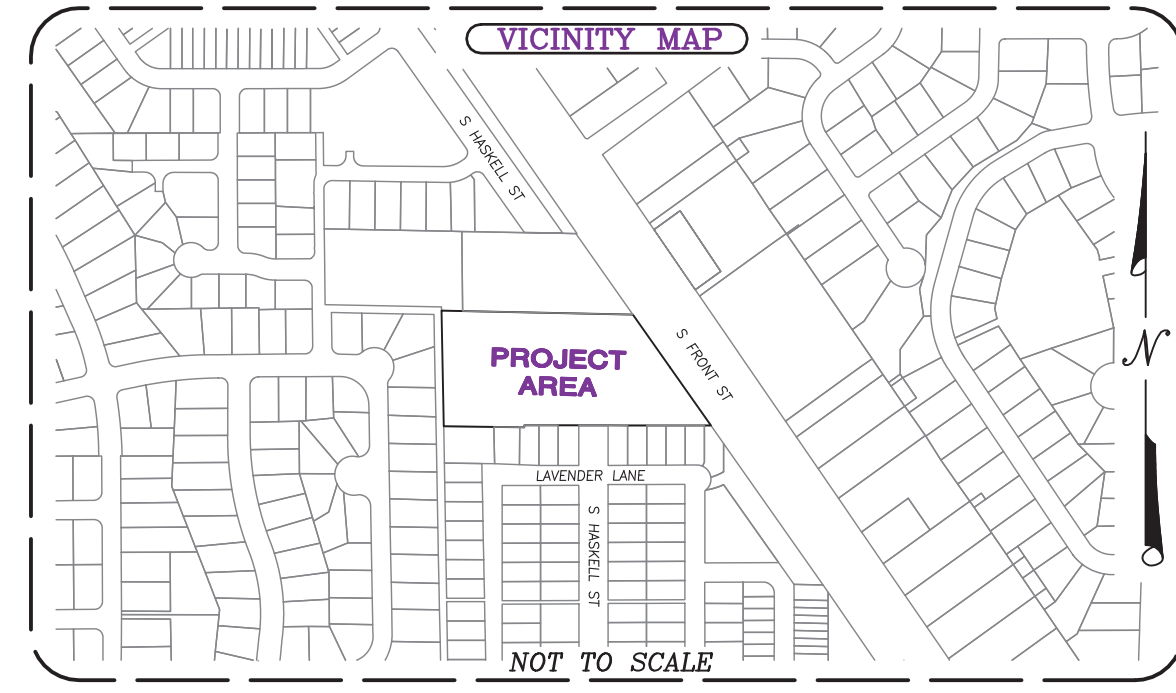 VICINITY MAP
S HASKELL ST
S FRONT ST
PROJECT
AREA
N
LAVENDER LANE
S HASKELL ST
NOT TO SCALE